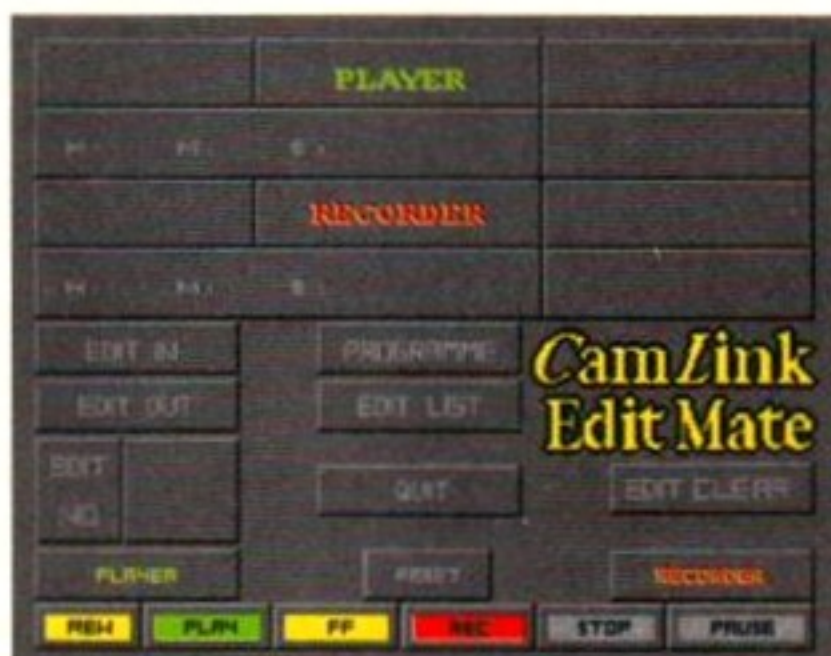 PLAYER
H M S
RECORDER
H M S
EDIT IN PROGRAMME
CamLink
EDIT OUT EDIT LIST
Edit Mate
EDIT NO QUIT EDIT CLEAR
PLAYER RESET RECORDER
REW PLAY FF REC STOP PAUSE